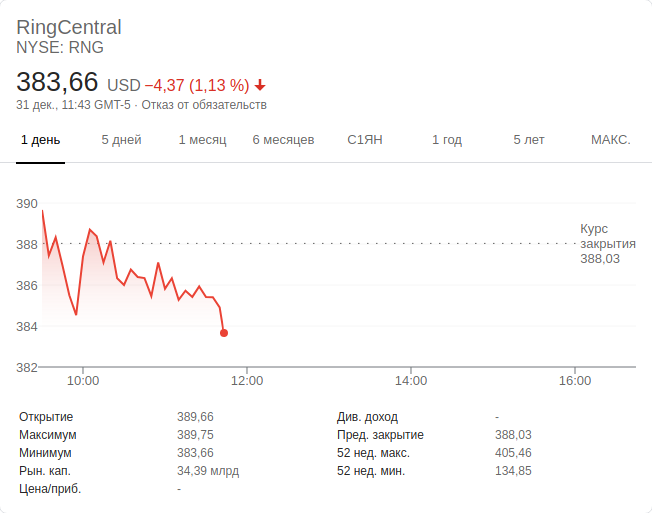 RingCentral
NYSE: RNG
383,66 USD −4,37 (1,13 %)
31 дек., 11:43 GMT-5 · Отказ от обязательств
1 день 5 дней 1 месяц 6 месяцев С1ЯН 1 год 5 лет МАКС.
390
388
386
384
382
Курс
закрытия
388,03
10:00 12:00 14:00 16:00
Открытие 389,66
Максимум 389,75
Минимум 383,66
Рын. кап. 34,39 млрд
Цена/приб. -
Див. доход -
Пред. закрытие 388,03
52 нед. макс. 405,46
52 нед. мин. 134,85